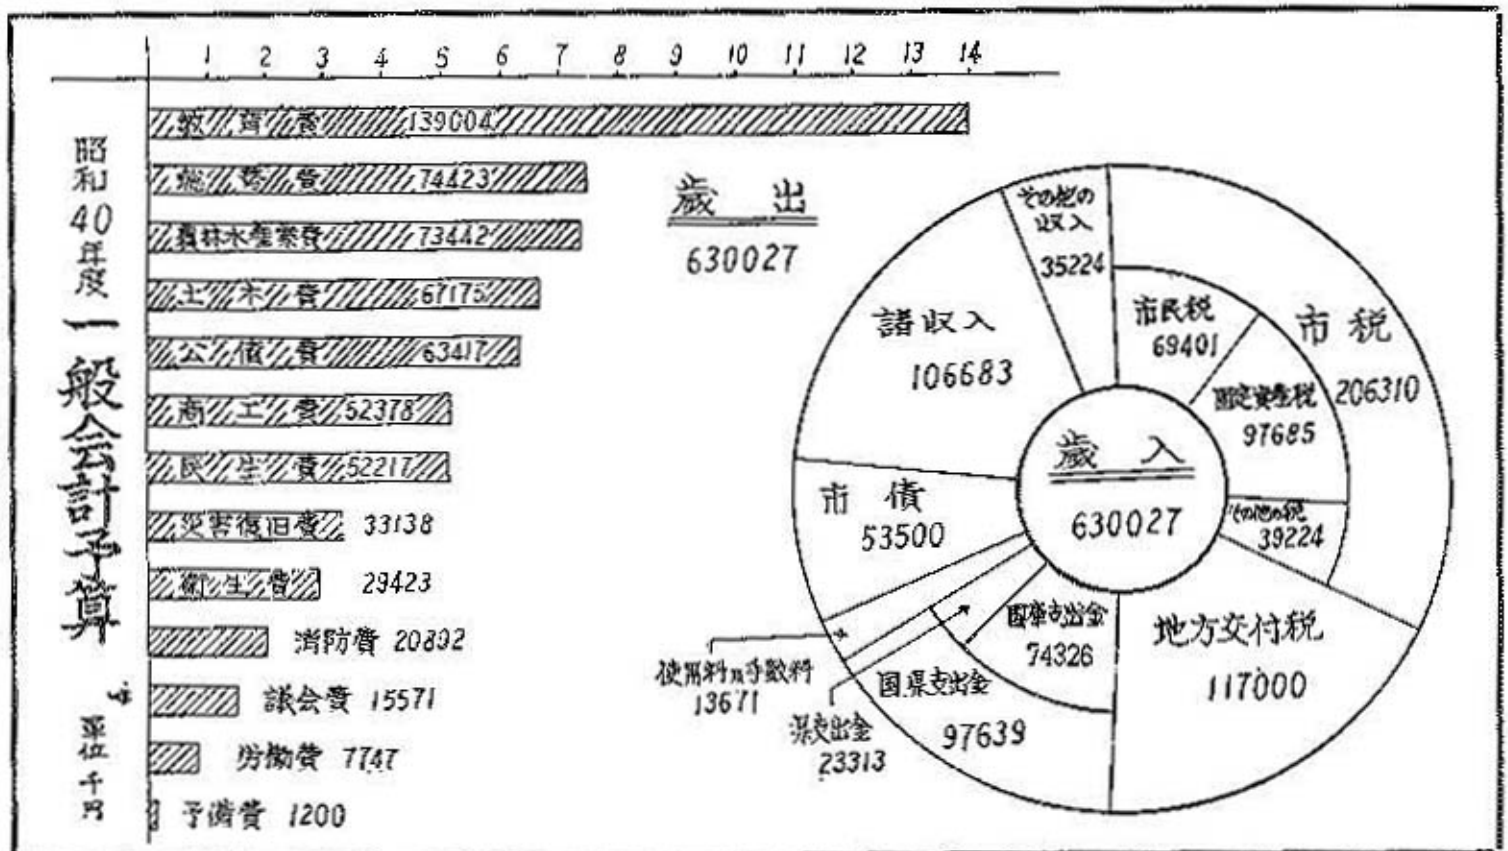 1 2 3 4 5 6 7 8 9 10 11 12 13 14
昭和40年度一般会計予算
単位千円
教育費 139004
総務費 74423
農林水産業費 73442
土木費 67175
公債費 63417
商工費 52378
民生費 52217
災害復旧費 33138
衛生費 29423
消防費 20892
議会費 15571
労働費 7747
予備費 1200
歳出
630027
歳入
630027
市税
206310
市民税
69401
固定資産税
97685
その他の税
39224
地方交付税
117000
国県支出金
97639
国庫支出金
74326
県支出金
23313
使用料及手数料
13671
市債
53500
諸収入
106683
その他の
収入
35224